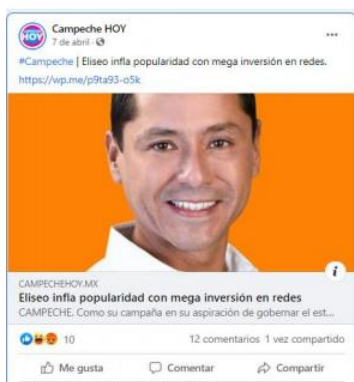 HOY
Campeche HOY
7 de abril
#Campeche | Eliseo infla popularidad con mega inversión en redes.
https://wp.me/p9ta93-o5k
CAMPECHEHOY.MX
Eliseo infla popularidad con mega inversión en redes
CAMPECHE. Como su campaña en su aspiración de gobernar el est...
10
12 comentarios 1 vez compartido
Me gusta
Comentar
Compartir